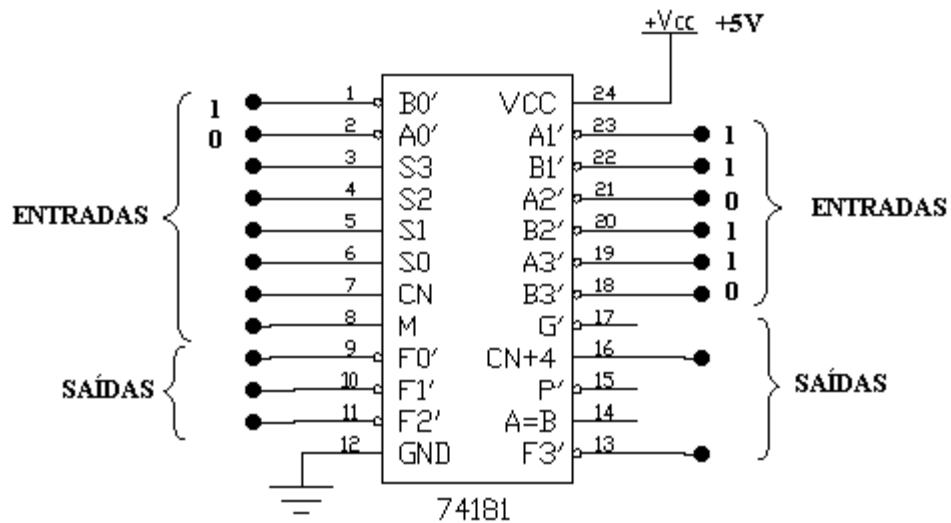 +Vcc +5V
1 1 B0' VCC 24
0 2 A0' A1' 23 1
3 S3 B1' 22 1
4 S2 A2' 21 0
ENTRADAS 5 S1 B2' 20 1 ENTRADAS
6 S0 A3' 19 1
7 CN B3' 18 0
8 M G' 17
9 F0' CN+4 16
SAÍDAS 10 F1' P' 15 SAÍDAS
11 F2' A=B 14
12 GND F3' 13
74181